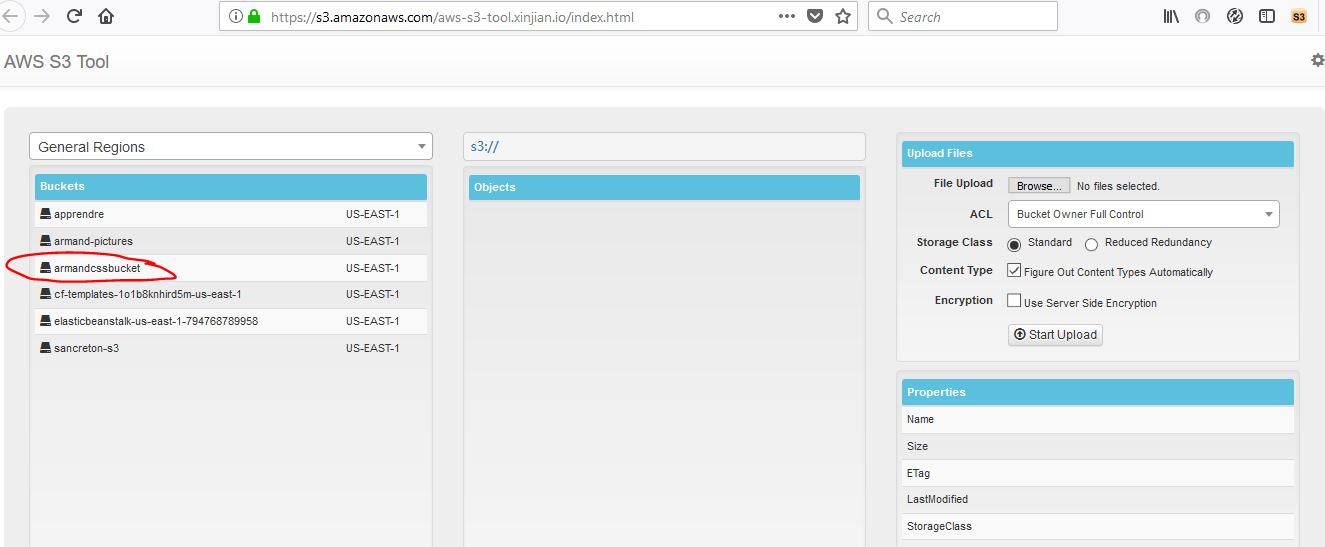 https://s3.amazonaws.com/aws-s3-tool.xinjian.io/index.html
Search
S3
AWS S3 Tool
General Regions
Buckets
apprendre US-EAST-1
armand-pictures US-EAST-1
armandcssbucket US-EAST-1
cf-templates-1o1b8knhird5m-us-east-1 US-EAST-1
elasticbeanstalk-us-east-1-794768789958 US-EAST-1
sancreton-s3 US-EAST-1
s3://
Objects
Upload Files
File Upload Browse... No files selected.
ACL Bucket Owner Full Control
Storage Class Standard Reduced Redundancy
Content Type Figure Out Content Types Automatically
Encryption Use Server Side Encryption
Start Upload
Properties
Name
Size
ETag
LastModified
StorageClass